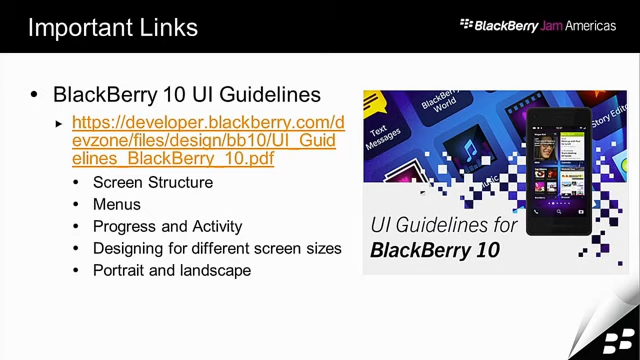 Important Links
BlackBerry Jam Americas
BlackBerry 10 UI Guidelines
https://developer.blackberry.com/d
evzone/files/design/bb10/UI_Guid
elines_BlackBerry_10.pdf
Screen Structure
Menus
Progress and Activity
Designing for different screen sizes
Portrait and landscape
Text
Messages
BlackBerry
World
Music
Story Editor
UI Guidelines for
BlackBerry 10